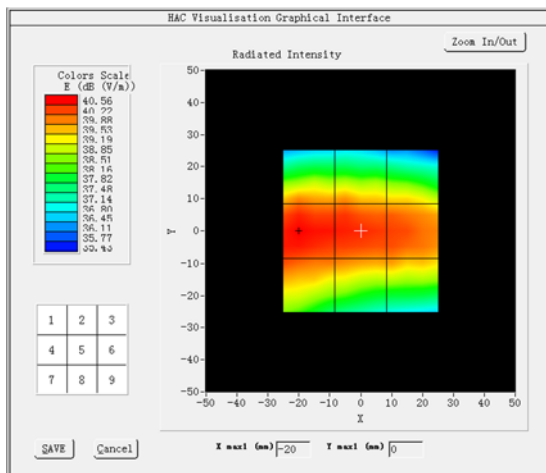 HAC Visualisation Graphical Interface
Zoom In/Out
Radiated Intensity
Colors Scale
E (dB (V/m))
40.56
40.22
39.88
39.53
39.19
38.85
38.51
38.16
37.82
37.48
37.14
36.80
36.45
36.11
35.77
35.43
50
40
30
20
10
0
-10
-20
-30
-40
-50
Y
-50 -40 -30 -20 -10 0 10 20 30 40 50
X
1 2 3
4 5 6
7 8 9
SAVE
Cancel
X max1 (mm) -20
Y max1 (mm) 0